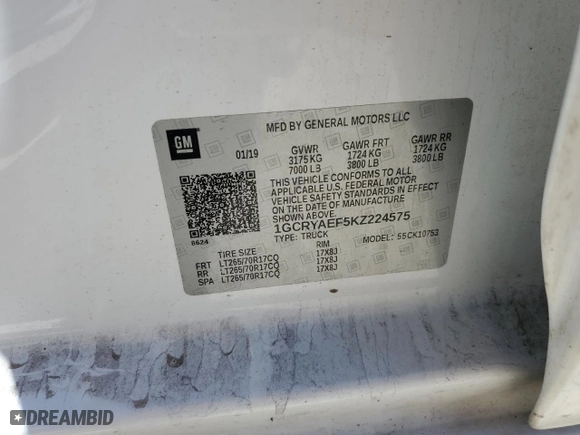 MFD BY GENERAL MOTORS LLC
GM
01/19
GVWR GAWR FRT GAWR RR
3175 KG 1724 KG 1724 KG
7000 LB 3800 LB 3800 LB
THIS VEHICLE CONFORMS TO ALL
APPLICABLE U.S. FEDERAL MOTOR
VEHICLE SAFETY STANDARDS IN EFFECT
ON THE DATE OF MANUFACTURE SHOWN ABOVE.
1GCRYAEF5KZ224575
8624
TYPE: TRUCK MODEL: 55CK10753
TIRE SIZE RIM
FRT LT265/70R17CQ 17X8J
RR LT265/70R17CQ 17X8J
SPA LT265/70R17CQ 17X8J
DREAMBID